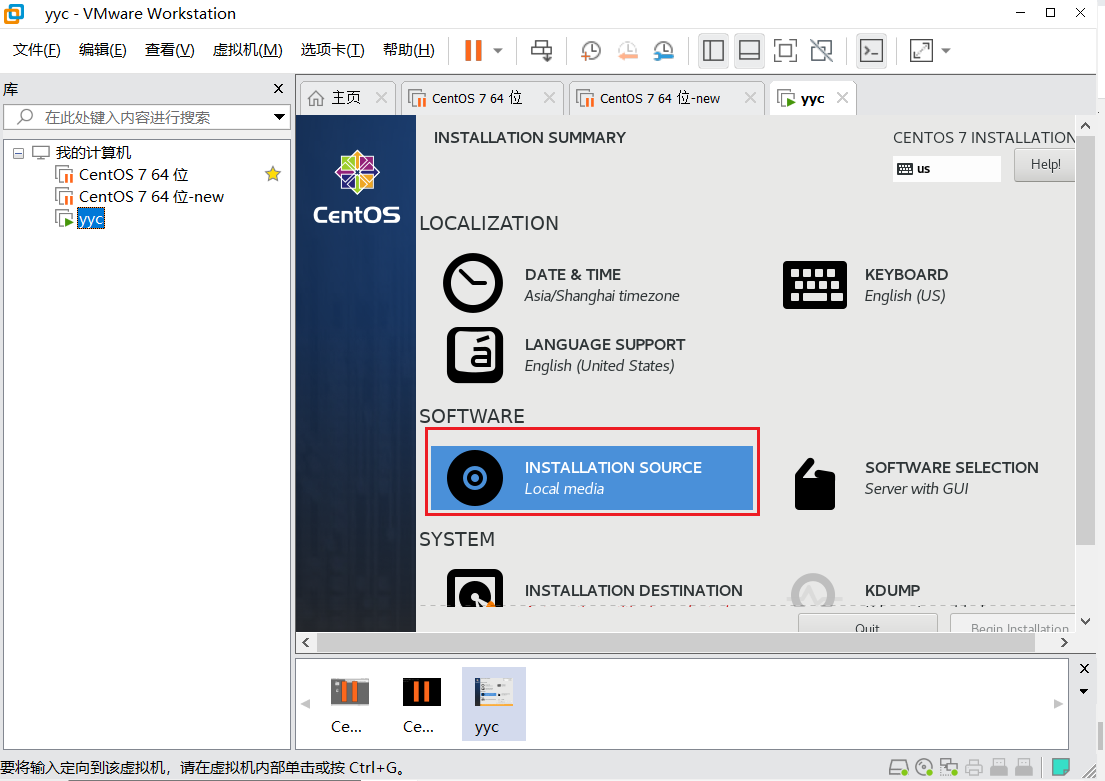 yyc - VMware Workstation
文件(F) 编辑(E) 查看(V) 虚拟机(M) 选项卡(T) 帮助(H)
库
在此处键入内容进行搜索
我的计算机
CentOS 7 64 位
CentOS 7 64 位-new
yyc
主页 CentOS 7 64 位 CentOS 7 64 位-new yyc
CentOS
INSTALLATION SUMMARY
CENTOS 7 INSTALLATION
us
Help!
LOCALIZATION
DATE & TIME
Asia/Shanghai timezone
KEYBOARD
English (US)
LANGUAGE SUPPORT
English (United States)
SOFTWARE
INSTALLATION SOURCE
Local media
SOFTWARE SELECTION
Server with GUI
SYSTEM
INSTALLATION DESTINATION
KDUMP
Quit
Begin Installation
Ce...
Ce...
yyc
要将输入定向到该虚拟机，请在虚拟机内部单击或按 Ctrl+G。